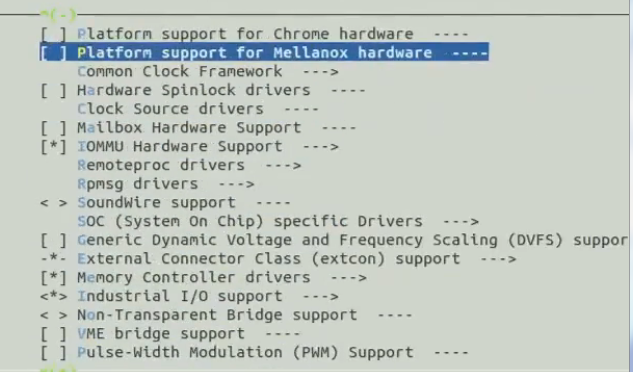 ^(-)
[ ] Platform support for Chrome hardware  ----
[ ] Platform support for Mellanox hardware  ----
Common Clock Framework  --->
[ ] Hardware Spinlock drivers  ----
Clock Source drivers  ----
[ ] Mailbox Hardware Support  ----
[*] IOMMU Hardware Support  --->
Remoteproc drivers  --->
Rpmsg drivers  --->
< > SoundWire support  ----
SOC (System On Chip) specific Drivers  --->
[ ] Generic Dynamic Voltage and Frequency Scaling (DVFS) suppor
-*- External Connector Class (extcon) support  --->
[*] Memory Controller drivers  --->
<*> Industrial I/O support  --->
< > Non-Transparent Bridge support  ----
[ ] VME bridge support  ----
[ ] Pulse-Width Modulation (PWM) Support  ----